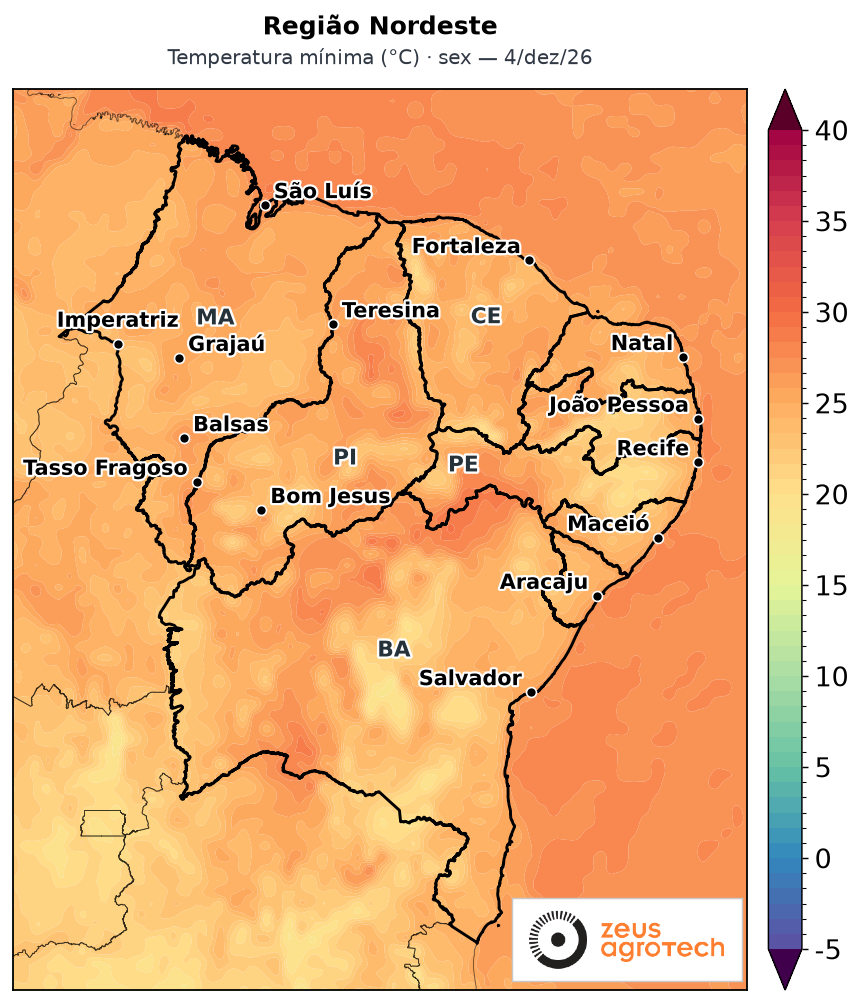 Região Nordeste
Temperatura mínima (°C) · sex — 4/dez/26
São Luís
Fortaleza
Imperatriz
MA
Teresina
CE
Grajaú
Natal
João Pessoa
Balsas
Recife
Tasso Fragoso
PI
PE
Bom Jesus
Maceió
Aracaju
BA
Salvador
40
35
30
25
20
15
10
5
0
-5
zeus
agrotech